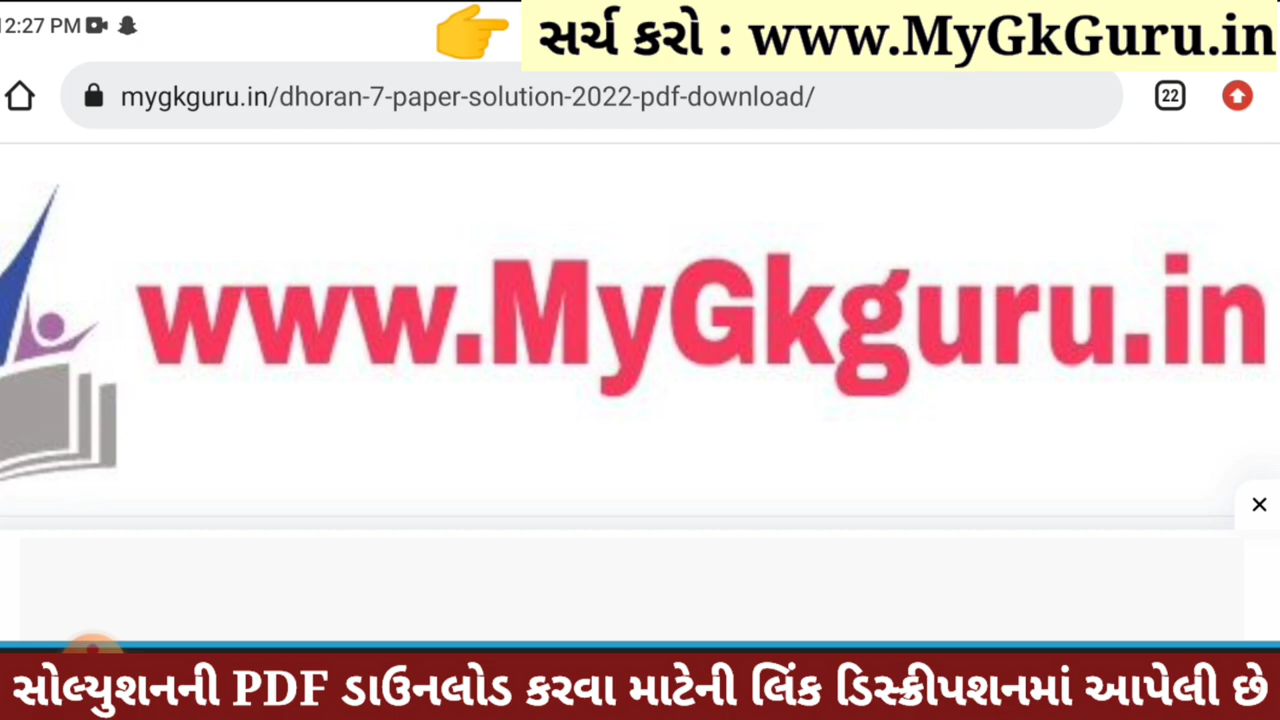 12:27 PM
👉 સર્ચ કરો : www.MyGkGuru.in
mygkguru.in/dhoran-7-paper-solution-2022-pdf-download/
22
www.MyGkguru.in
સોલ્યુશનની PDF ડાઉનલોડ કરવા માટેની લિંક ડિસ્ક્રીપશનમાં આપેલી છે